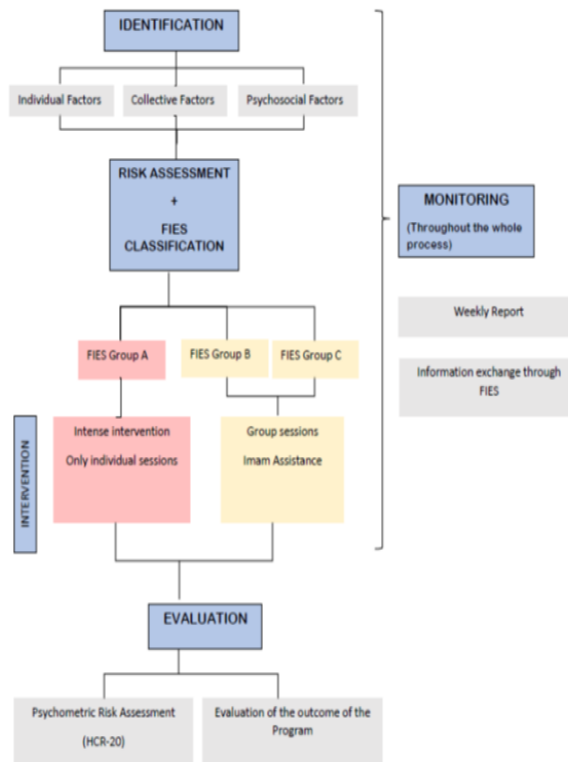 IDENTIFICATION
Individual Factors
Collective Factors
Psychosocial Factors
RISK ASSESSMENT
+
FIES
CLASSIFICATION
MONITORING
(Throughout the whole
process)
Weekly Report
Information exchange through
FIES
FIES Group A
FIES Group B
FIES Group C
INTERVENTION
Intense intervention
Only individual sessions
Group sessions
Imam Assistance
EVALUATION
Psychometric Risk Assessment
(HCR-20)
Evaluation of the outcome of the
Program